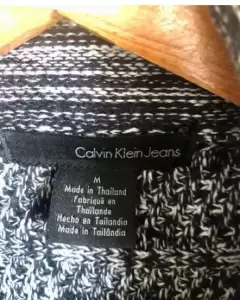 Calvin Klein Jeans
M
Made in Thailand
Fabriqué en
Thaïlande
Hecho en Tailandia
Made in Tailândia